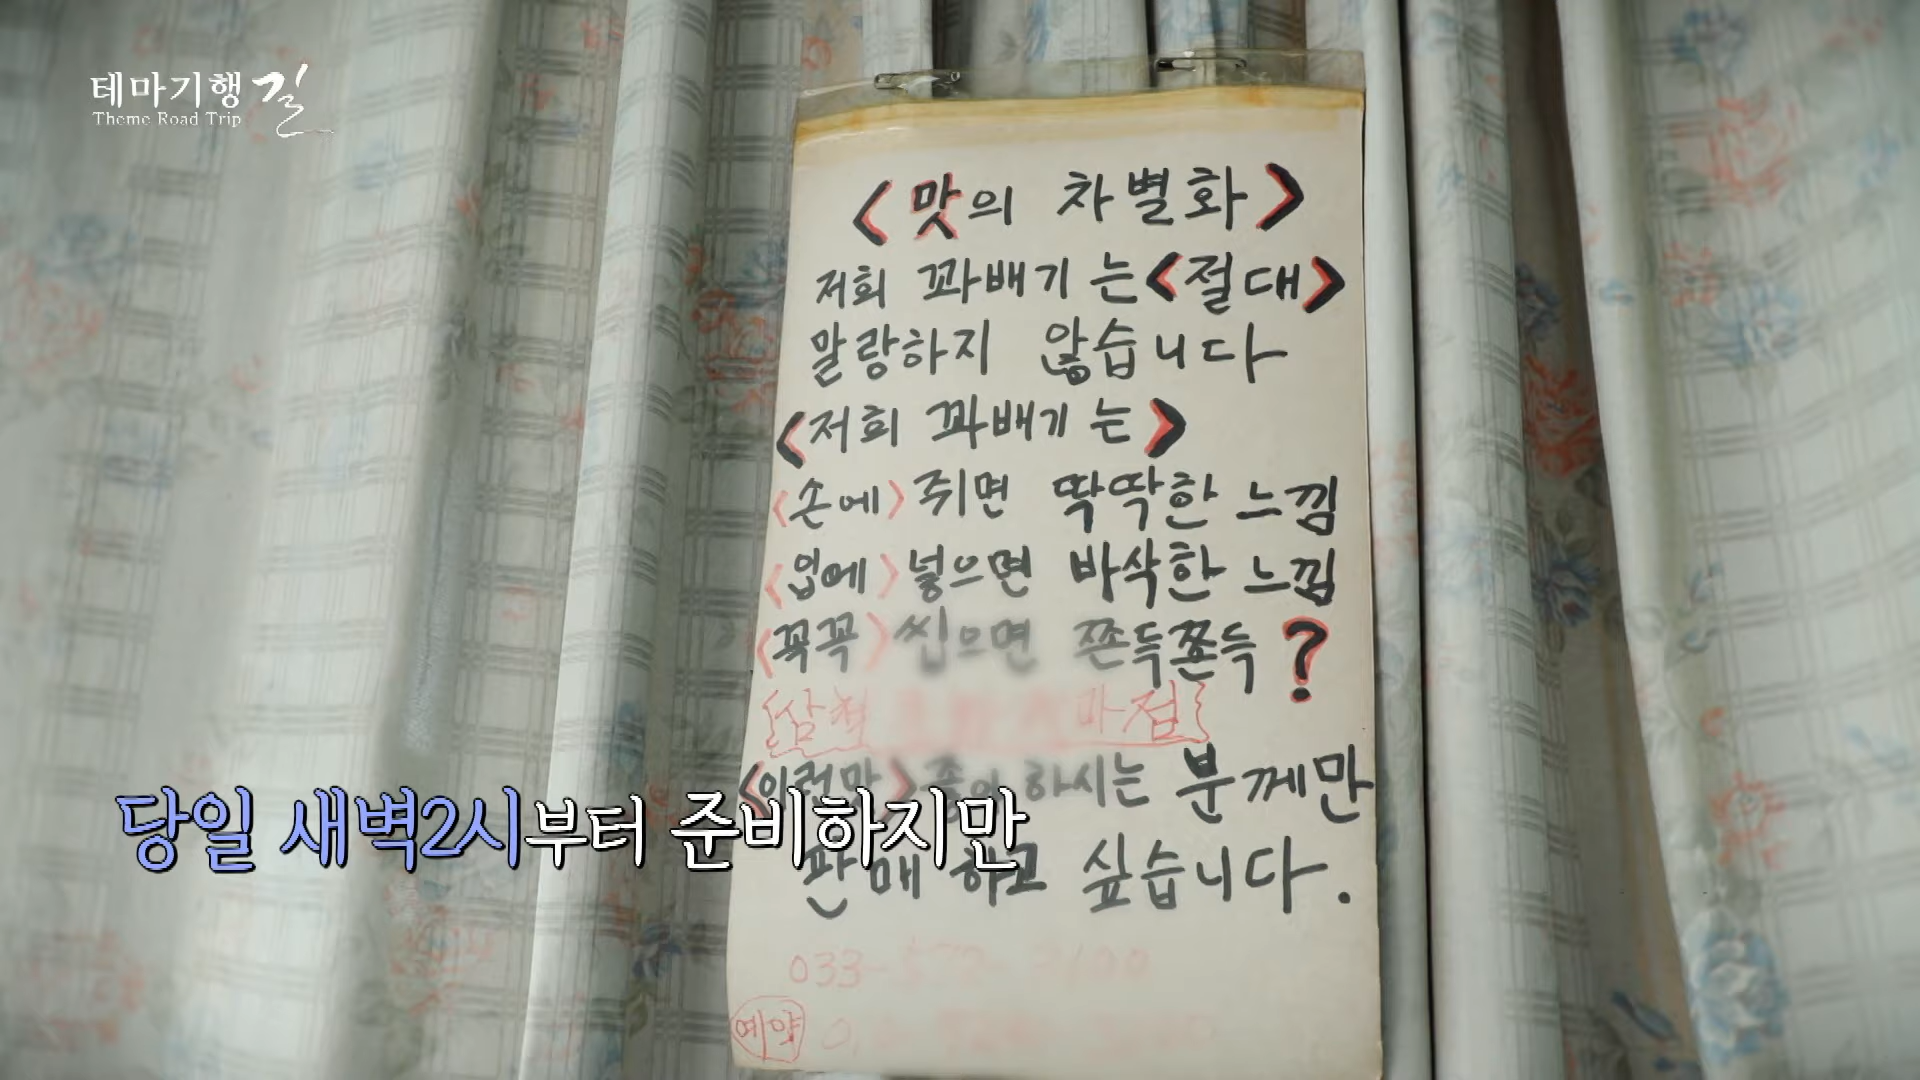 테마기행 길
Theme Road Trip
<맛의 차별화>
저희 꽈배기는 <절대>
말랑하지 않습니다
<저희 꽈배기는>
<손에> 쥐면 딱딱한 느낌
<입에> 넣으면 바삭한 느낌
<꼭꼭> 씹으면 쫀득쫀득?
삼척
<이런맛> 좋아하시는 분께만
판매 하고 싶습니다.
033-
예약
당일 새벽2시부터 준비하지만